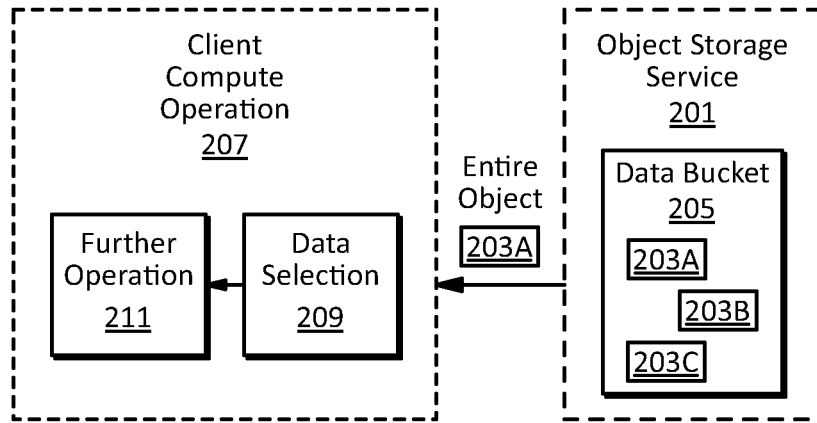 Client
Compute
Operation
207
Further
Operation
211
Data
Selection
209
Entire
Object
203A
Object Storage
Service
201
Data Bucket
205
203A
203B
203C